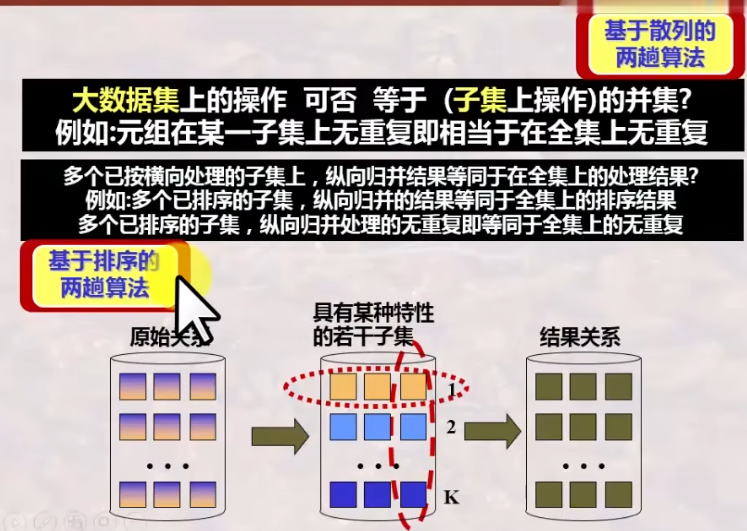 基于散列的
两趟算法
大数据集上的操作 可否 等于 (子集上操作)的并集?
例如:元组在某一子集上无重复即相当于在全集上无重复
多个已按横向处理的子集上，纵向归并结果等同于在全集上的处理结果?
例如:多个已排序的子集，纵向归并的结果等同于全集上的排序结果
多个已排序的子集，纵向归并处理的无重复即等同于全集上的无重复
基于排序的
两趟算法
原始关系
具有某种特性
的若干子集
结果关系
1
2
• • •
• • •
• • •
K